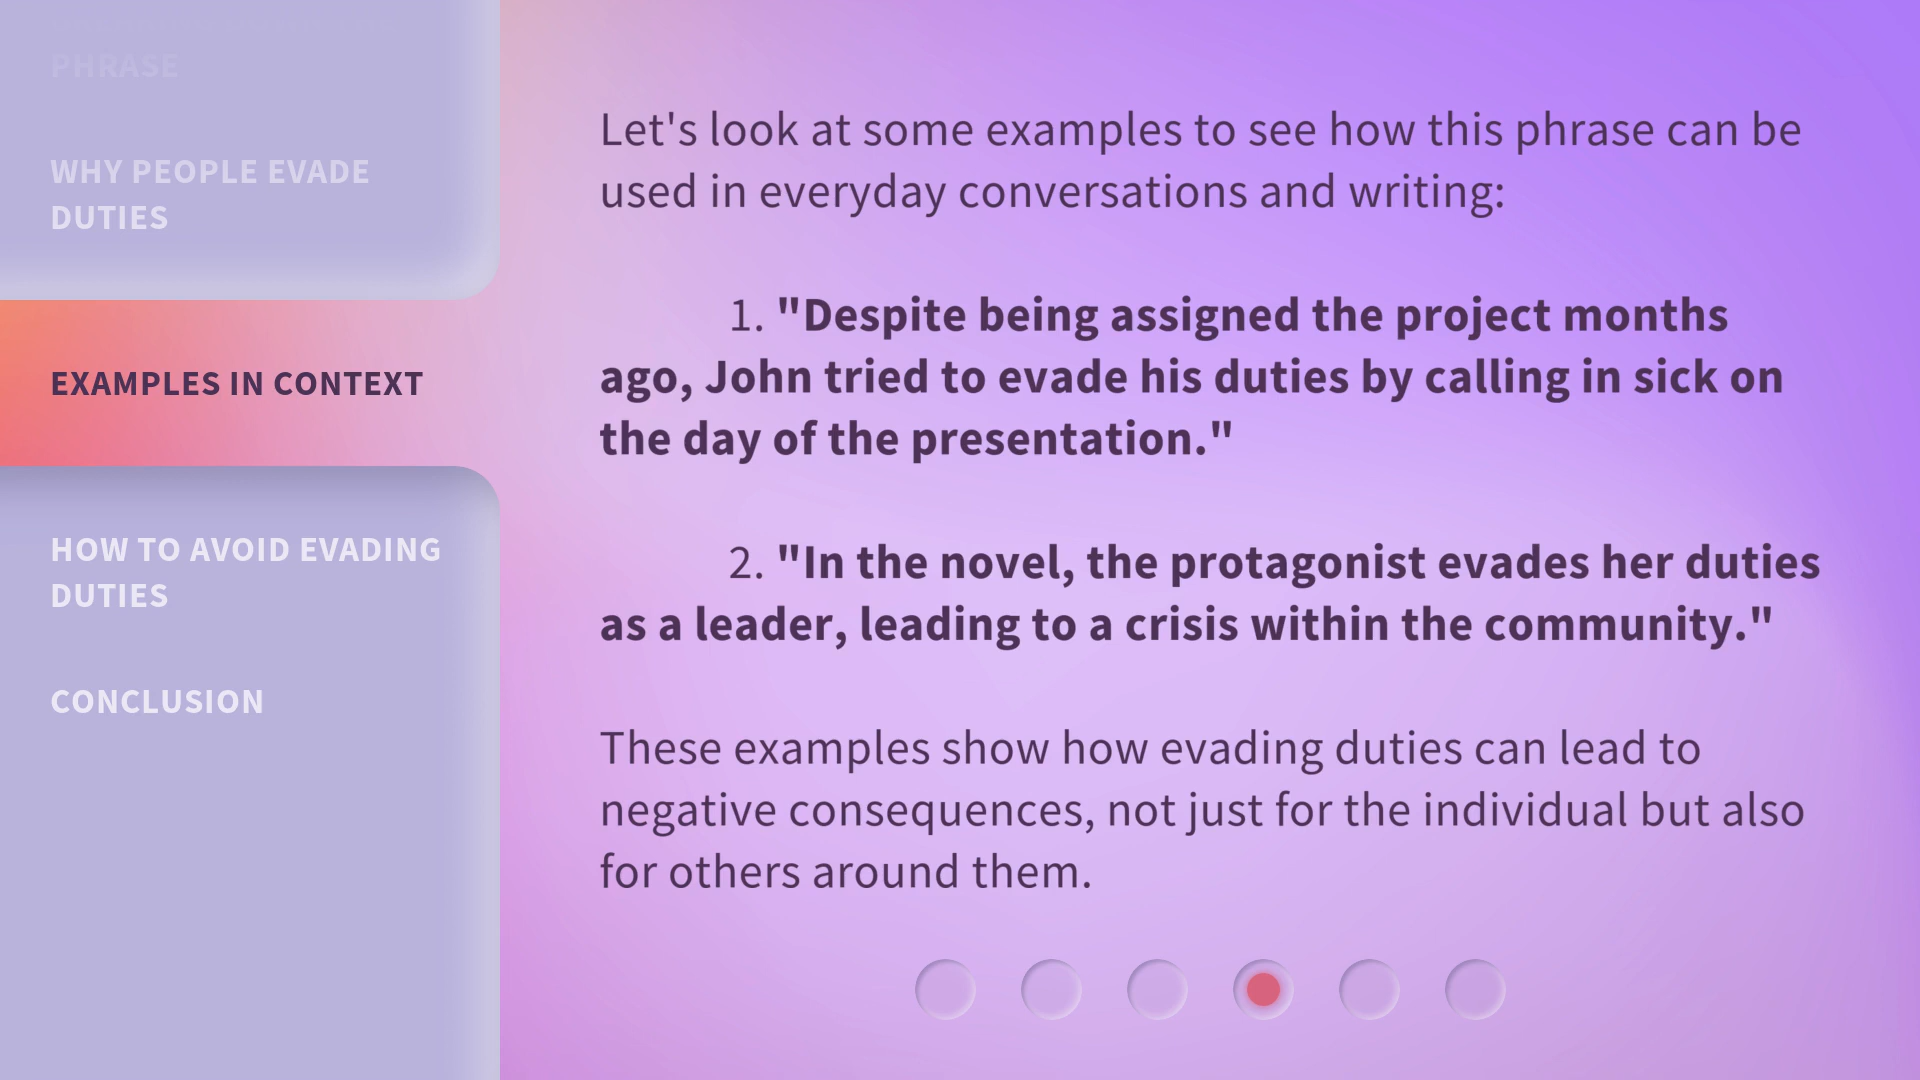 PHRASE
WHY PEOPLE EVADE
DUTIES
EXAMPLES IN CONTEXT
HOW TO AVOID EVADING
DUTIES
CONCLUSION
Let's look at some examples to see how this phrase can be
used in everyday conversations and writing:
1. "Despite being assigned the project months
ago, John tried to evade his duties by calling in sick on
the day of the presentation."
2. "In the novel, the protagonist evades her duties
as a leader, leading to a crisis within the community."
These examples show how evading duties can lead to
negative consequences, not just for the individual but also
for others around them.